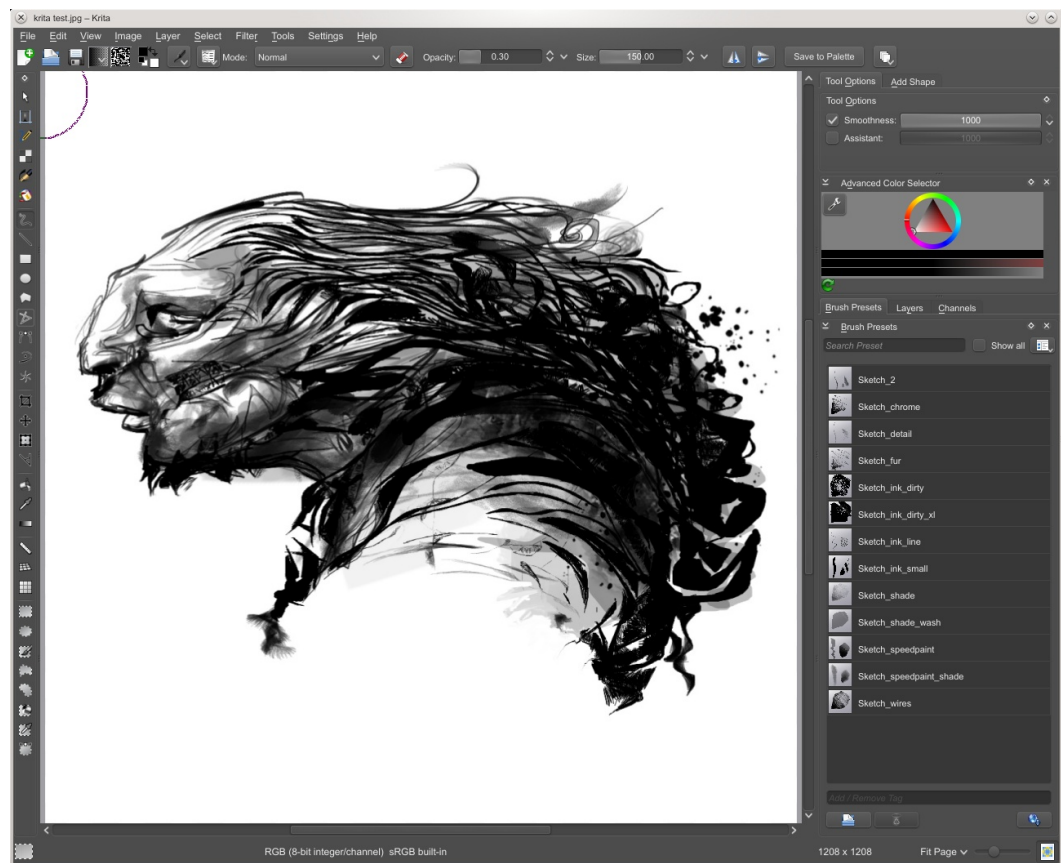 krita test.jpg – Krita
File Edit View Image Layer Select Filter Tools Settings Help
Mode: Normal Opacity: 0.30 Size: 150.00 Save to Palette
Tool Options Add Shape
Tool Options
Smoothness: 1000
Assistant: 1000
Advanced Color Selector
Brush Presets Layers Channels
Brush Presets
Search Preset Show all
Sketch_2
Sketch_chrome
Sketch_detail
Sketch_fur
Sketch_ink_dirty
Sketch_ink_dirty_xl
Sketch_ink_line
Sketch_ink_small
Sketch_shade
Sketch_shade_wash
Sketch_speedpaint
Sketch_speedpaint_shade
Sketch_wires
Add / Remove Tag
RGB (8-bit integer/channel) sRGB built-in 1208 x 1208 Fit Page